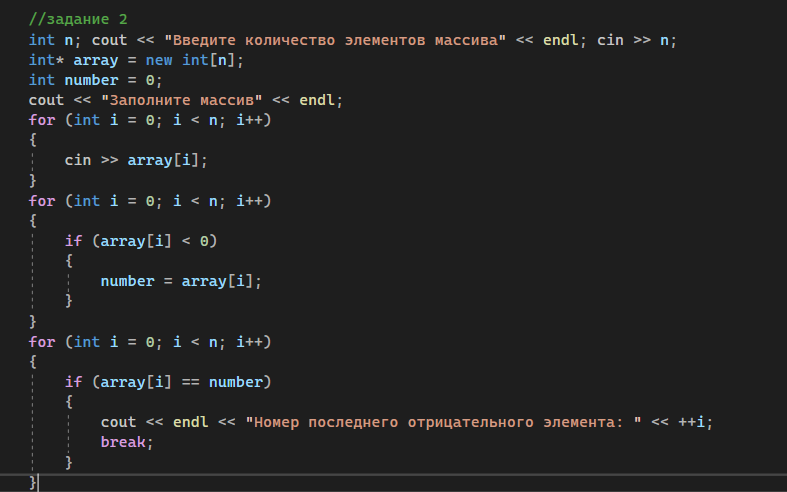 //задание 2
int n; cout << "Введите количество элементов массива" << endl; cin >> n;
int* array = new int[n];
int number = 0;
cout << "Заполните массив" << endl;
for (int i = 0; i < n; i++)
{
cin >> array[i];
}
for (int i = 0; i < n; i++)
{
if (array[i] < 0)
{
number = array[i];
}
}
for (int i = 0; i < n; i++)
{
if (array[i] == number)
{
cout << endl << "Номер последнего отрицательного элемента: " << ++i;
break;
}
}